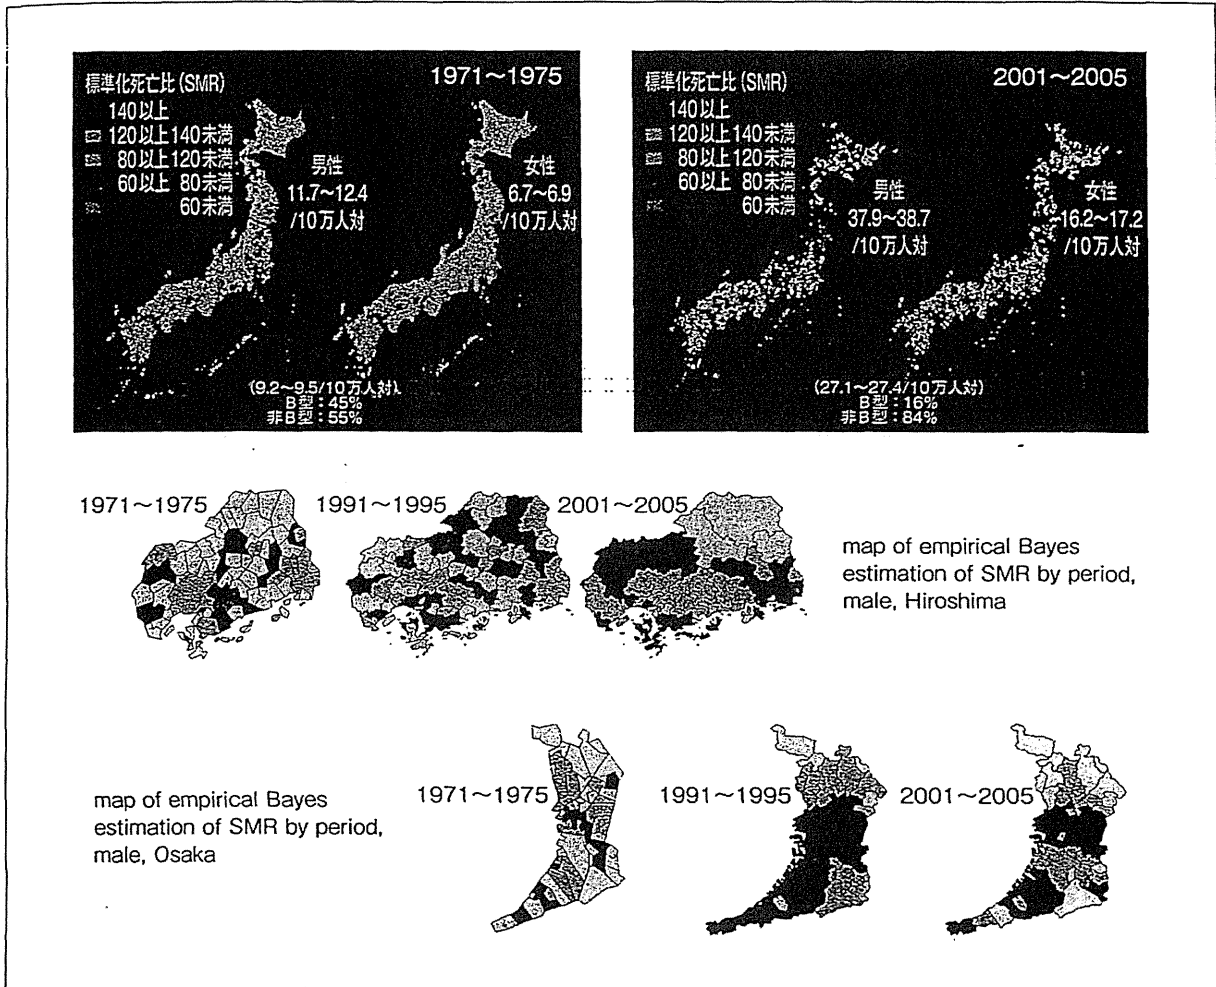 標準化死亡比(SMR)
1971～1975
140以上
120以上140未満
80以上120未満
60以上 80未満
60未満
男性
11.7～12.4
/10万人対
女性
6.7～6.9
/10万人対
(9.2～9.5/10万人対)
B型:45%
非B型:55%
標準化死亡比(SMR)
2001～2005
140以上
120以上140未満
80以上120未満
60以上 80未満
60未満
男性
37.9～38.7
/10万人対
女性
16.2～17.2
/10万人対
(27.1～27.4/10万人対)
B型:16%
非B型:84%
1971～1975
1991～1995
2001～2005
map of empirical Bayes
estimation of SMR by period,
male, Hiroshima
map of empirical Bayes
estimation of SMR by period,
male, Osaka
1971～1975
1991～1995
2001～2005